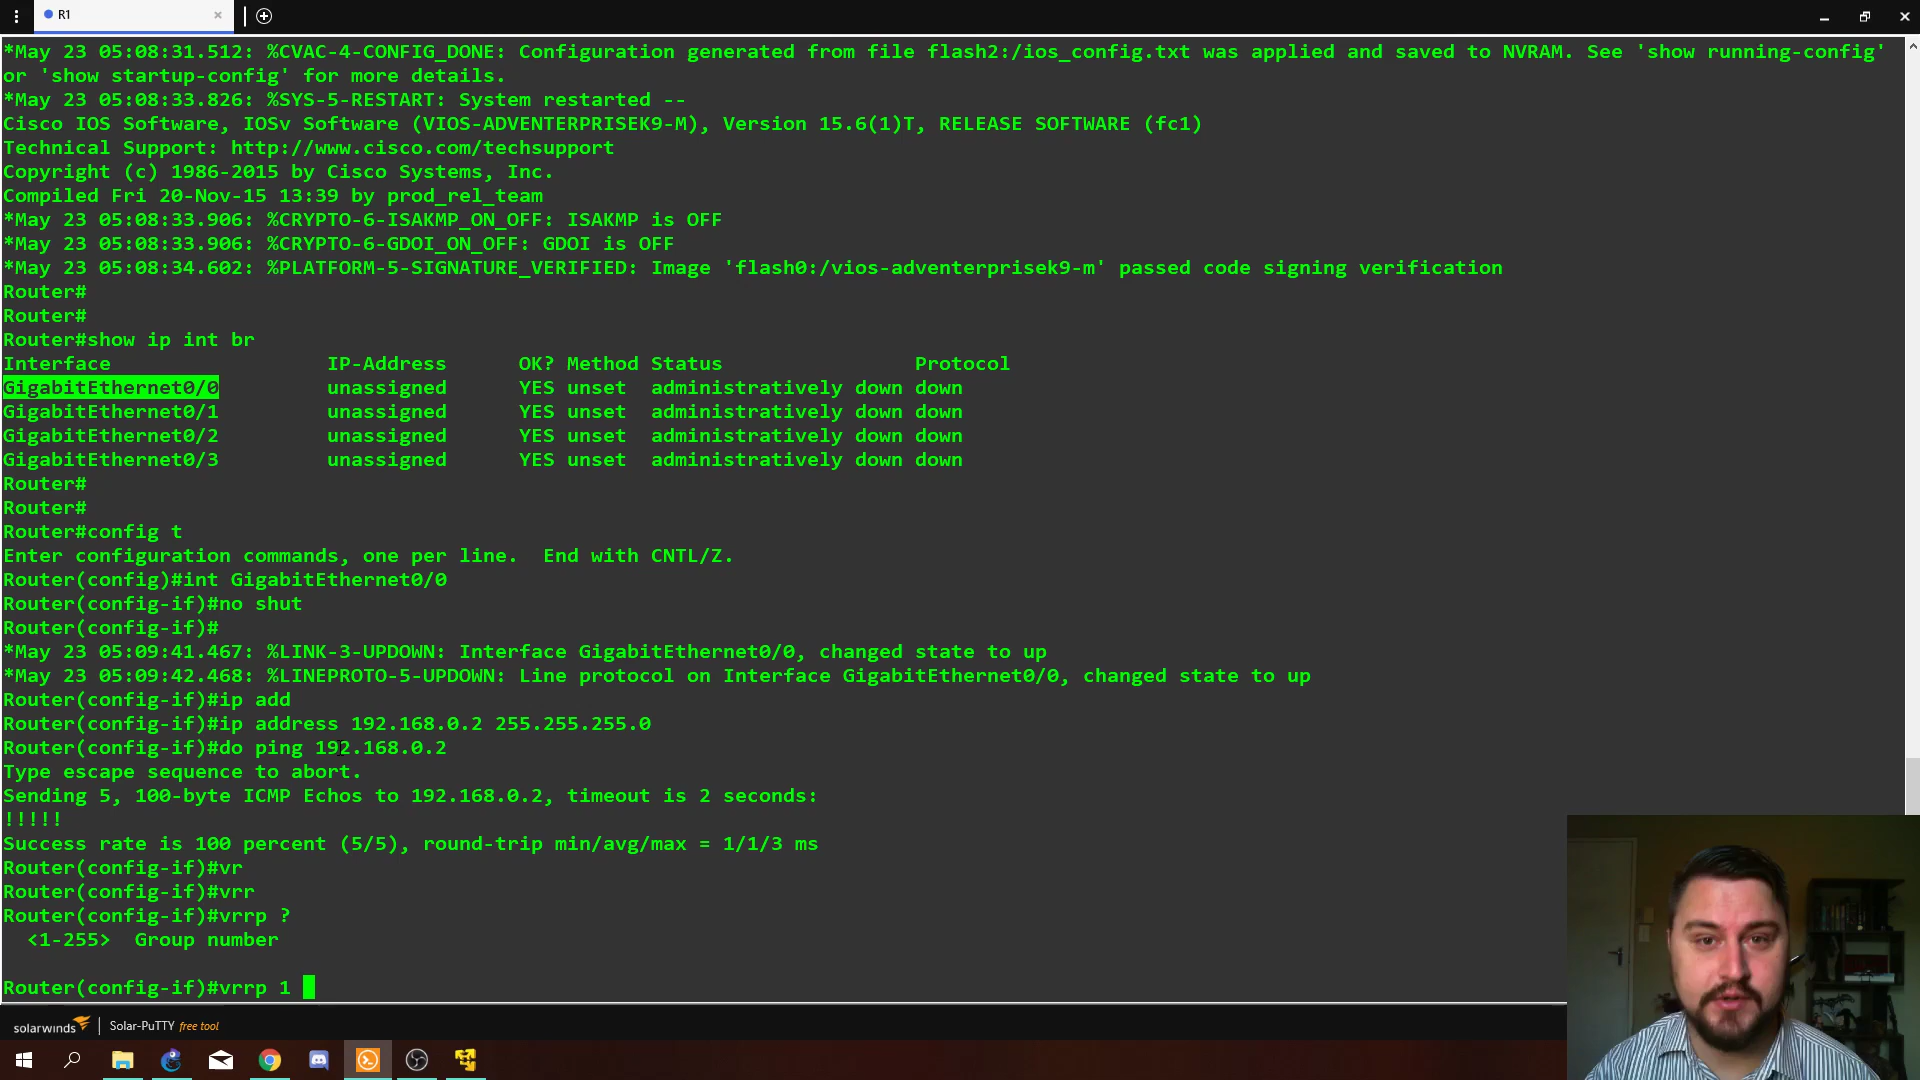 R1
*May 23 05:08:31.512: %CVAC-4-CONFIG_DONE: Configuration generated from file flash2:/ios_config.txt was applied and saved to NVRAM. See 'show running-config'
or 'show startup-config' for more details.
*May 23 05:08:33.826: %SYS-5-RESTART: System restarted --
Cisco IOS Software, IOSv Software (VIOS-ADVENTERPRISEK9-M), Version 15.6(1)T, RELEASE SOFTWARE (fc1)
Technical Support: http://www.cisco.com/techsupport
Copyright (c) 1986-2015 by Cisco Systems, Inc.
Compiled Fri 20-Nov-15 13:39 by prod_rel_team
*May 23 05:08:33.906: %CRYPTO-6-ISAKMP_ON_OFF: ISAKMP is OFF
*May 23 05:08:33.906: %CRYPTO-6-GDOI_ON_OFF: GDOI is OFF
*May 23 05:08:34.602: %PLATFORM-5-SIGNATURE_VERIFIED: Image 'flash0:/vios-adventerprisek9-m' passed code signing verification
Router#
Router#
Router#show ip int br
Interface IP-Address OK? Method Status Protocol
GigabitEthernet0/0 unassigned YES unset administratively down down
GigabitEthernet0/1 unassigned YES unset administratively down down
GigabitEthernet0/2 unassigned YES unset administratively down down
GigabitEthernet0/3 unassigned YES unset administratively down down
Router#
Router#
Router#config t
Enter configuration commands, one per line. End with CNTL/Z.
Router(config)#int GigabitEthernet0/0
Router(config-if)#no shut
Router(config-if)#
*May 23 05:09:41.467: %LINK-3-UPDOWN: Interface GigabitEthernet0/0, changed state to up
*May 23 05:09:42.468: %LINEPROTO-5-UPDOWN: Line protocol on Interface GigabitEthernet0/0, changed state to up
Router(config-if)#ip add
Router(config-if)#ip address 192.168.0.2 255.255.255.0
Router(config-if)#do ping 192.168.0.2
Type escape sequence to abort.
Sending 5, 100-byte ICMP Echos to 192.168.0.2, timeout is 2 seconds:
!!!!!
Success rate is 100 percent (5/5), round-trip min/avg/max = 1/1/3 ms
Router(config-if)#vr
Router(config-if)#vrr
Router(config-if)#vrrp ?
<1-255> Group number
Router(config-if)#vrrp 1
solarwinds Solar-PuTTY free tool